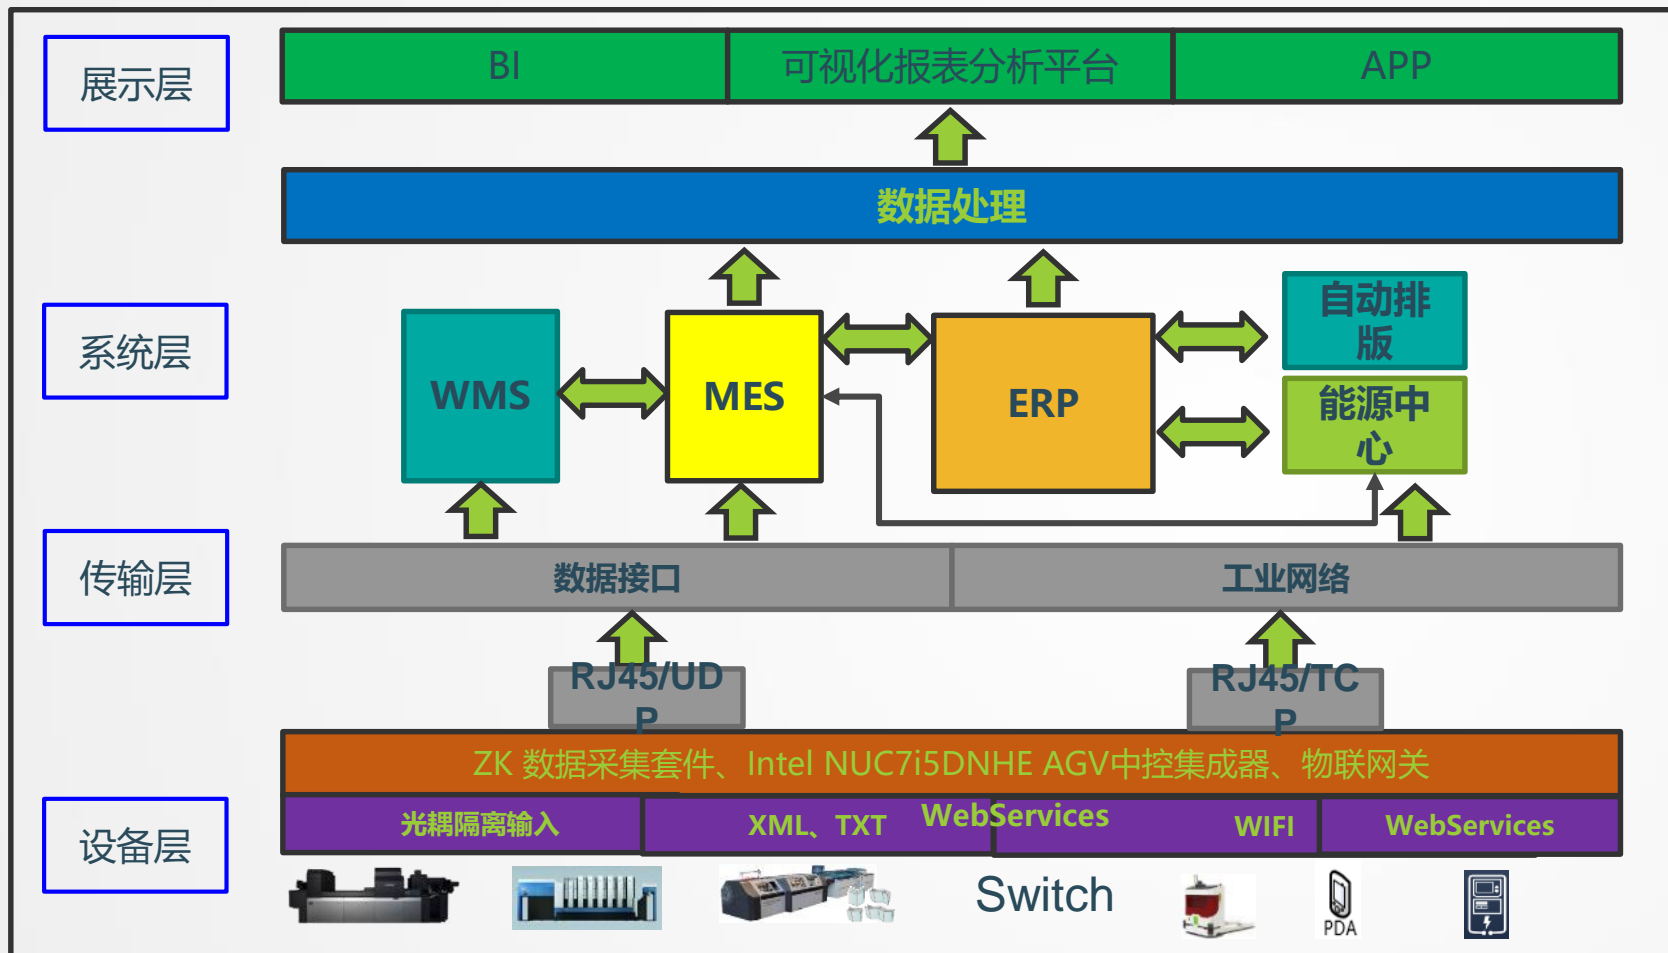 展示层
BI
可视化报表分析平台
APP
数据处理
系统层
WMS
MES
ERP
自动排
版
能源中
心
传输层
数据接口
工业网络
RJ45/UD
P
RJ45/TC
P
ZK 数据采集套件、Intel NUC7i5DNHE AGV中控集成器、物联网关
设备层
光耦隔离输入
XML、TXT
WebServices
WIFI
WebServices
Switch
PDA